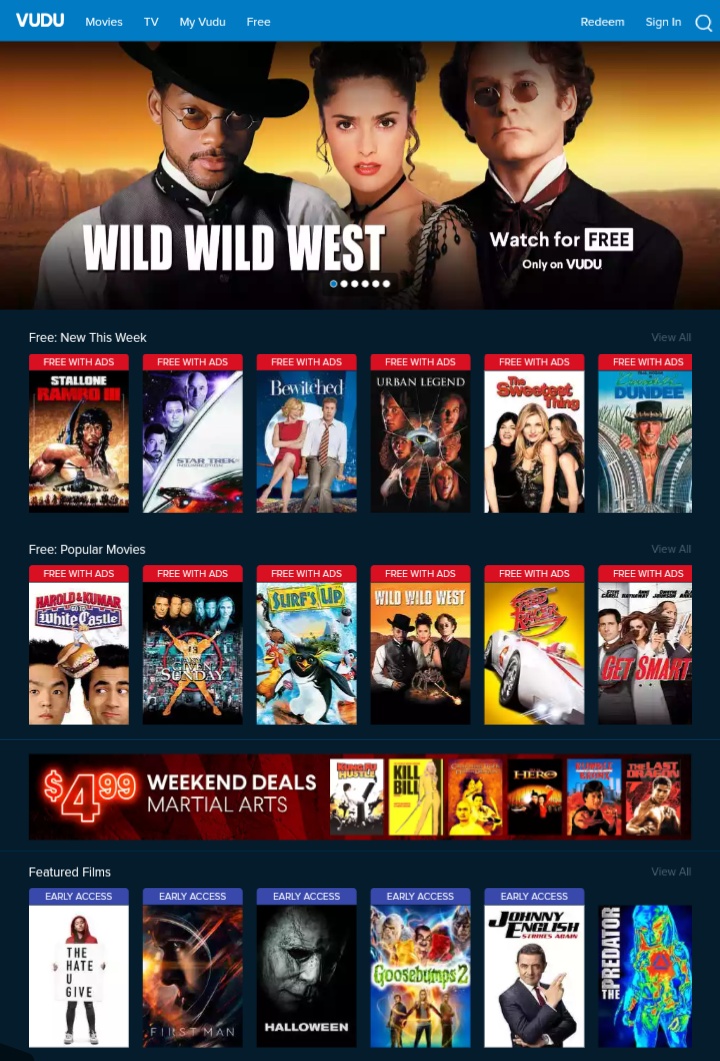 VUDU Movies TV My Vudu Free Redeem Sign In
WILD WILD WEST
Watch for FREE
Only on VUDU
Free: New This Week View All
FREE WITH ADS FREE WITH ADS FREE WITH ADS FREE WITH ADS FREE WITH ADS FREE WITH ADS
STALLONE
RAMBO III
STAR TREK
INSURRECTION
Bewitched
URBAN LEGEND
The
Sweetest
Thing
DUNDEE
Free: Popular Movies View All
FREE WITH ADS FREE WITH ADS FREE WITH ADS FREE WITH ADS FREE WITH ADS FREE WITH ADS
HAROLD & KUMAR
GO TO
White Castle
ANY
GIVEN
SUNDAY
SURF'S UP
WILD WILD WEST
Speed
Racer
GET SMART
$4.99 WEEKEND DEALS
MARTIAL ARTS
KUNG FU
HUSTLE
KILL
BILL
HERO
RUMBLE
BRONX
THE LAST
DRAGON
Featured Films View All
EARLY ACCESS EARLY ACCESS EARLY ACCESS EARLY ACCESS EARLY ACCESS
THE
HATE
U
GIVE
FIRST MAN
HALLOWEEN
Goosebumps 2
JOHNNY
ENGLISH
STRIKES AGAIN
THE PREDATOR